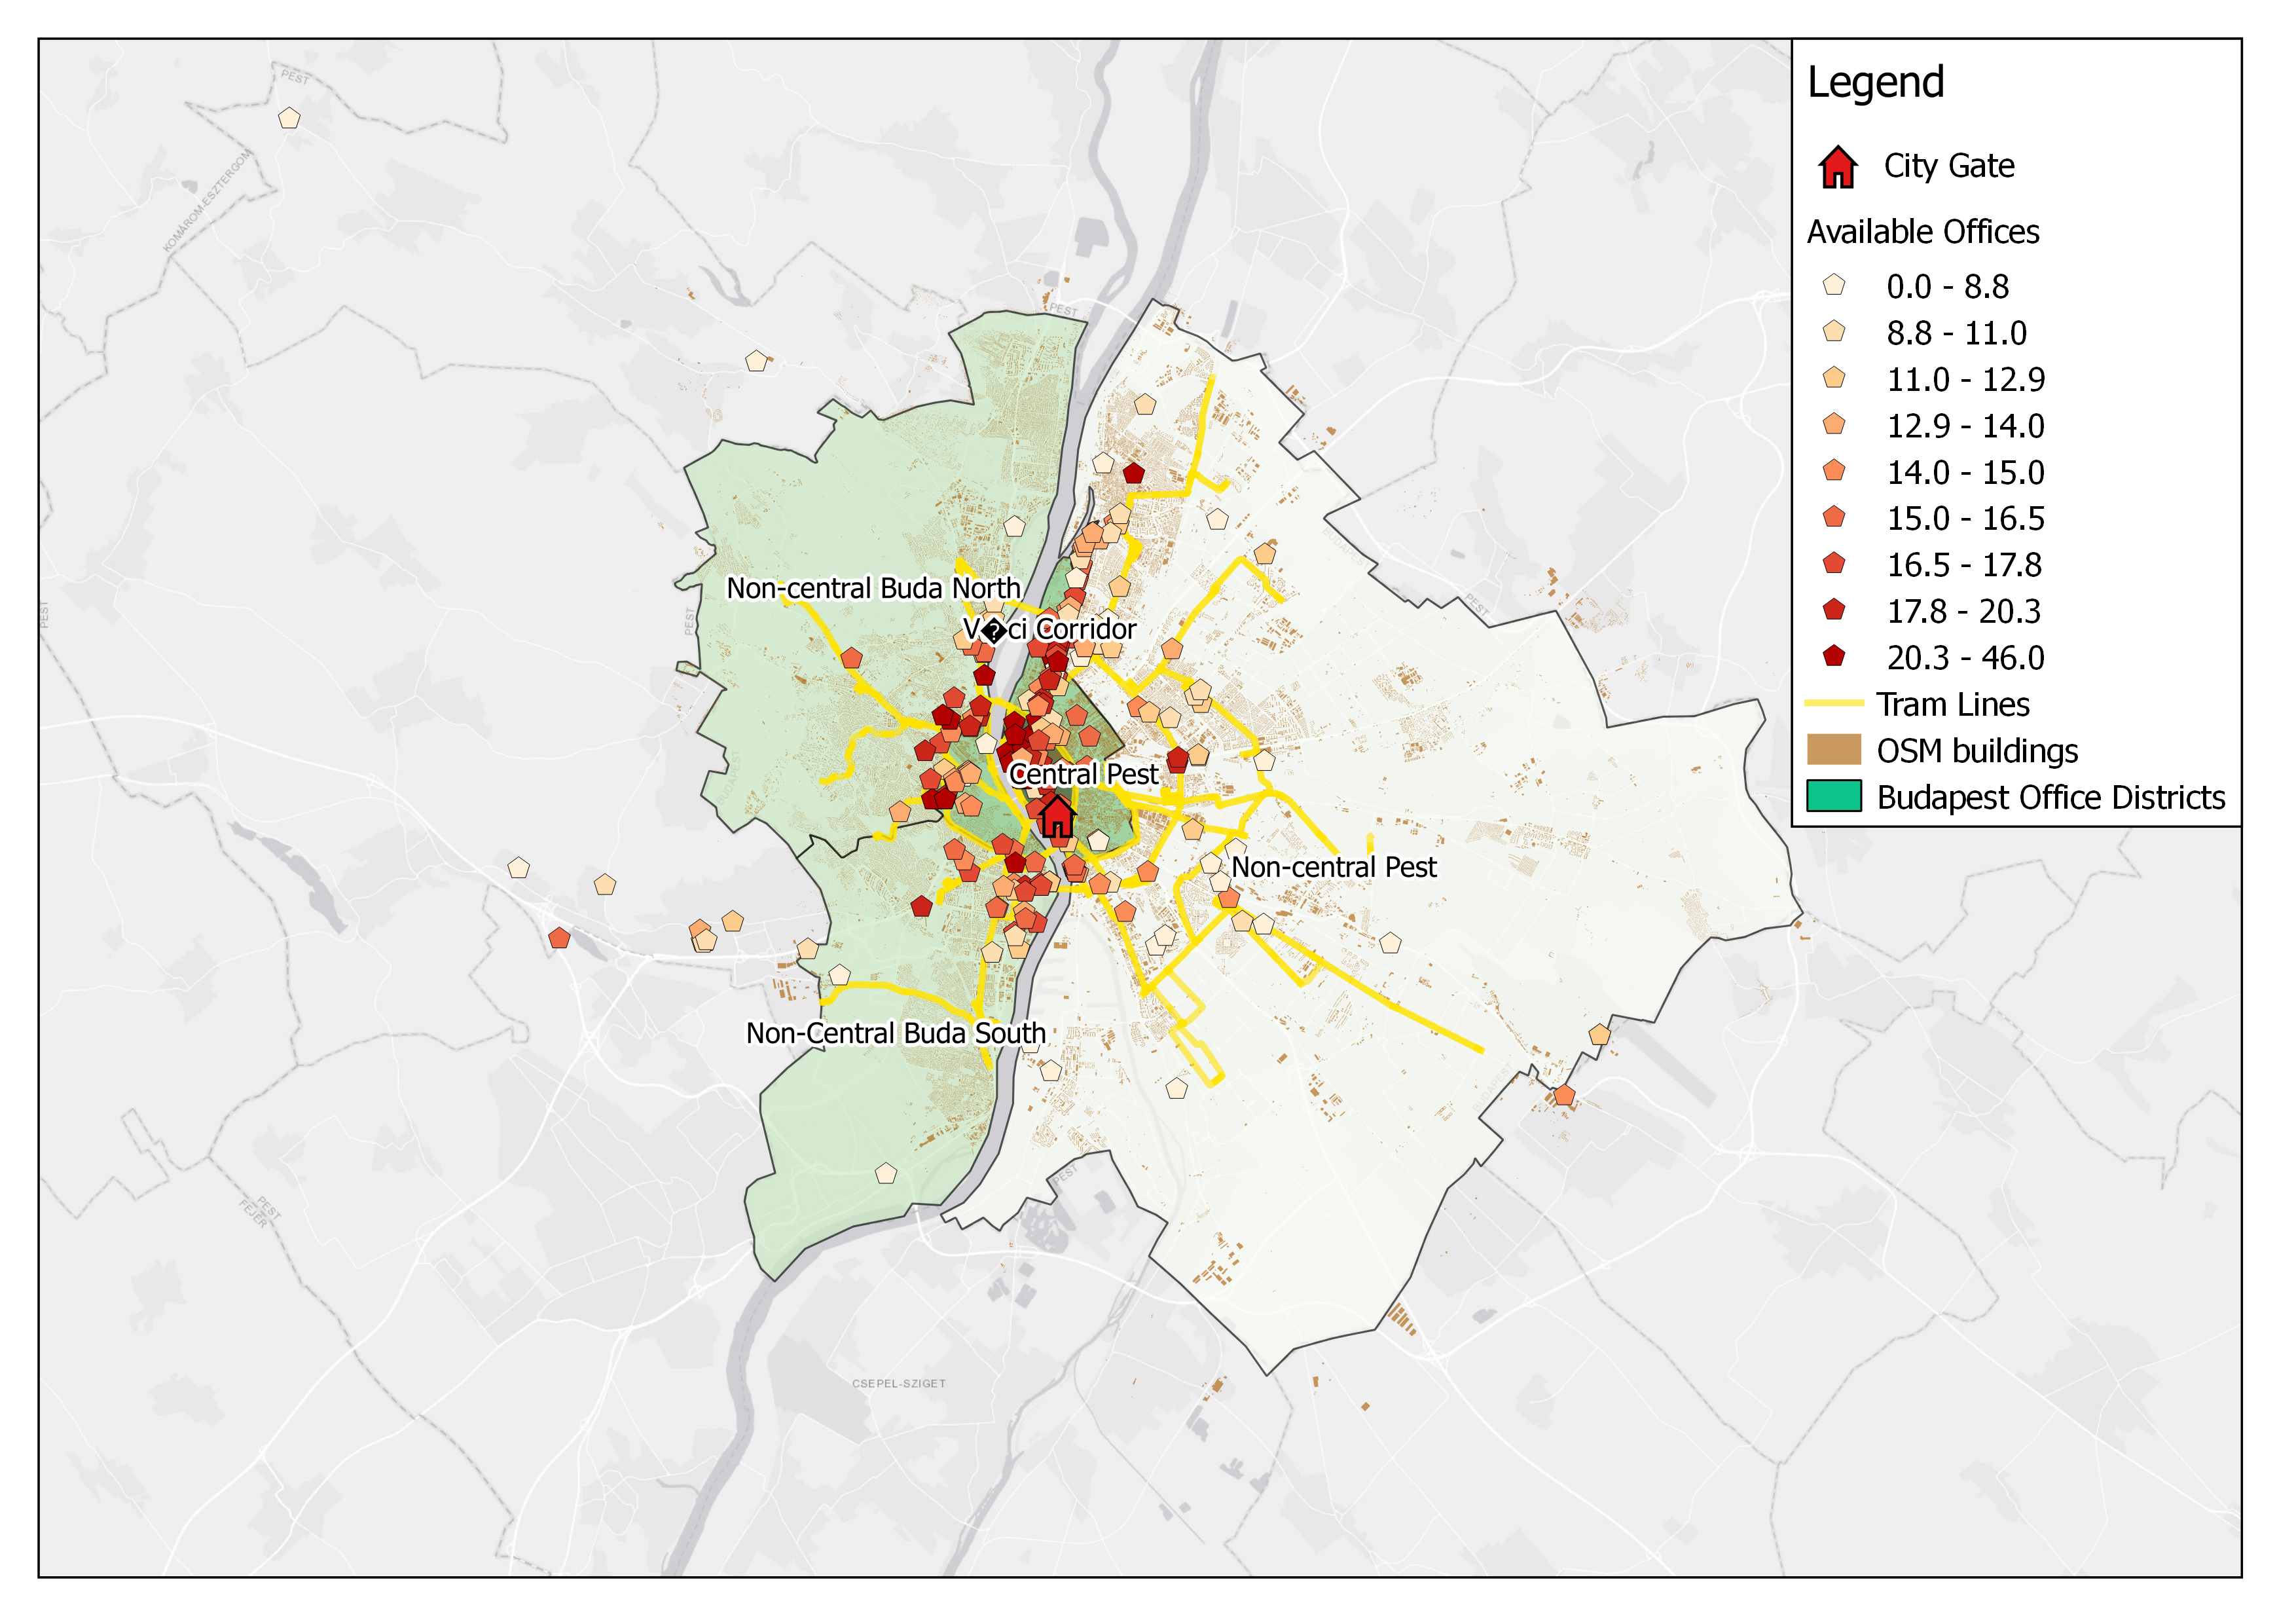 Legend
City Gate
Available Offices
0.0 - 8.8
8.8 - 11.0
11.0 - 12.9
12.9 - 14.0
14.0 - 15.0
15.0 - 16.5
16.5 - 17.8
17.8 - 20.3
20.3 - 46.0
Tram Lines
OSM buildings
Budapest Office Districts
PEST
KOMÁROM-ESZTERGOM
PEST
PEST
PEST
PEST
Non-central Buda North
V�ci Corridor
Central Pest
Non-central Pest
Non-Central Buda South
PEST
PEST
FEJÉR
CSEPEL-SZIGET